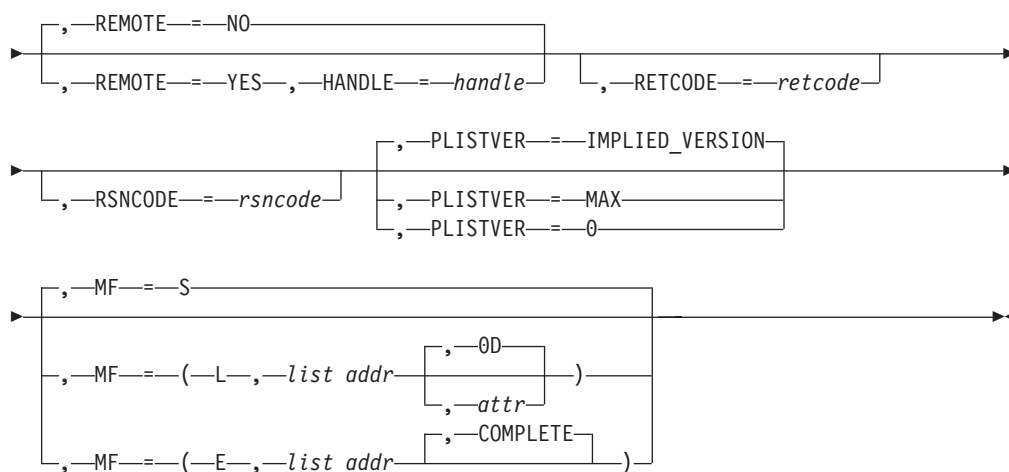 , REMOTE = NO
, REMOTE = YES , HANDLE = handle
, RETCODE = retcode
, RSNCODE = rsncode
, PLISTVER = IMPLIED_VERSION
, PLISTVER = MAX
, PLISTVER = 0
, MF = S
, MF = ( L , list addr , 0D )
, attr
, MF = ( E , list addr , COMPLETE )